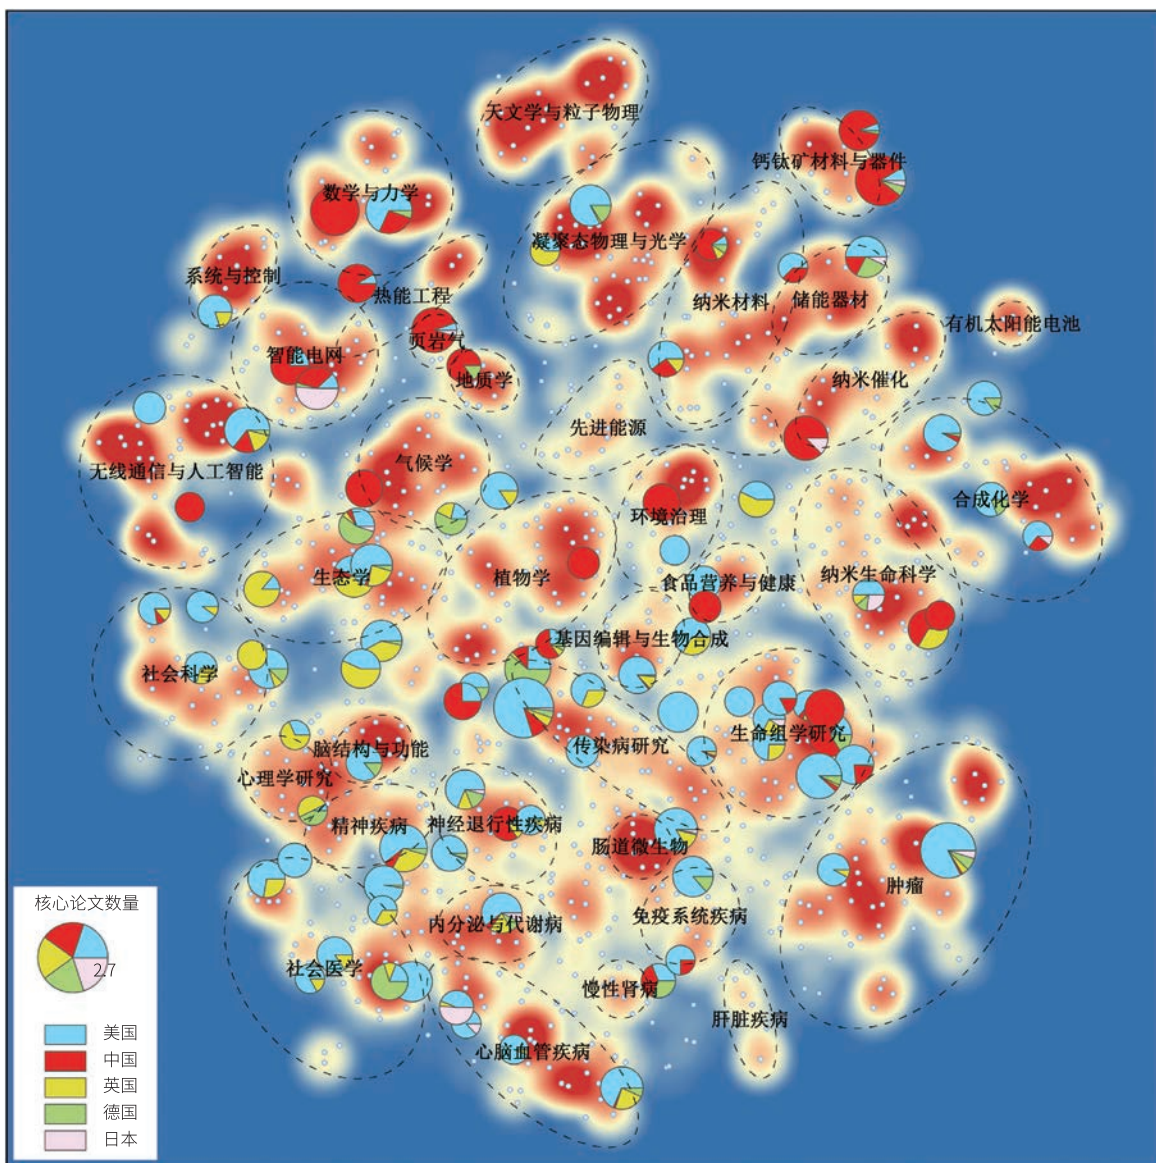 天文学与粒子物理
钙钛矿材料与器件
数学与力学
凝聚态物理与光学
系统与控制
热能工程
纳米材料
储能器材
有机太阳能电池
页岩气
智能电网
地质学
纳米催化
先进能源
气候学
无线通信与人工智能
合成化学
环境治理
生态学
植物学
食品营养与健康
纳米生命科学
基因编辑与生物合成
社会科学
生命组学研究
传染病研究
脑结构与功能
心理学研究
精神疾病
神经退行性疾病
肠道微生物
肿瘤
免疫系统疾病
内分泌与代谢病
社会医学
慢性肾病
肝脏疾病
心脑血管疾病
核心论文数量
2.7
美国
中国
英国
德国
日本